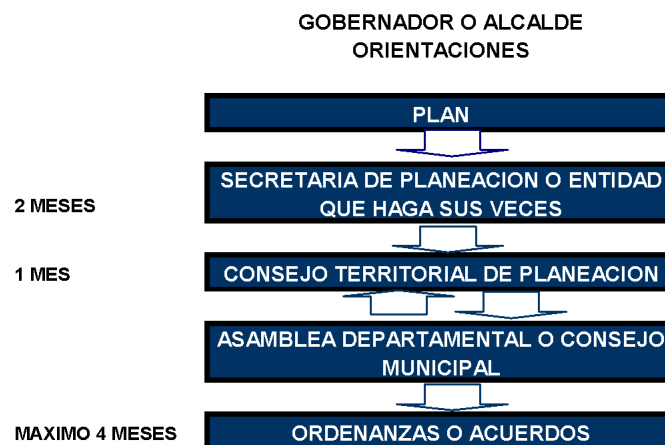 GOBERNADOR O ALCALDE
ORIENTACIONES
PLAN
SECRETARIA DE PLANEACION O ENTIDAD
QUE HAGA SUS VECES
2 MESES
1 MES
CONSEJO TERRITORIAL DE PLANEACION
ASAMBLEA DEPARTAMENTAL O CONSEJO
MUNICIPAL
MAXIMO 4 MESES
ORDENANZAS O ACUERDOS